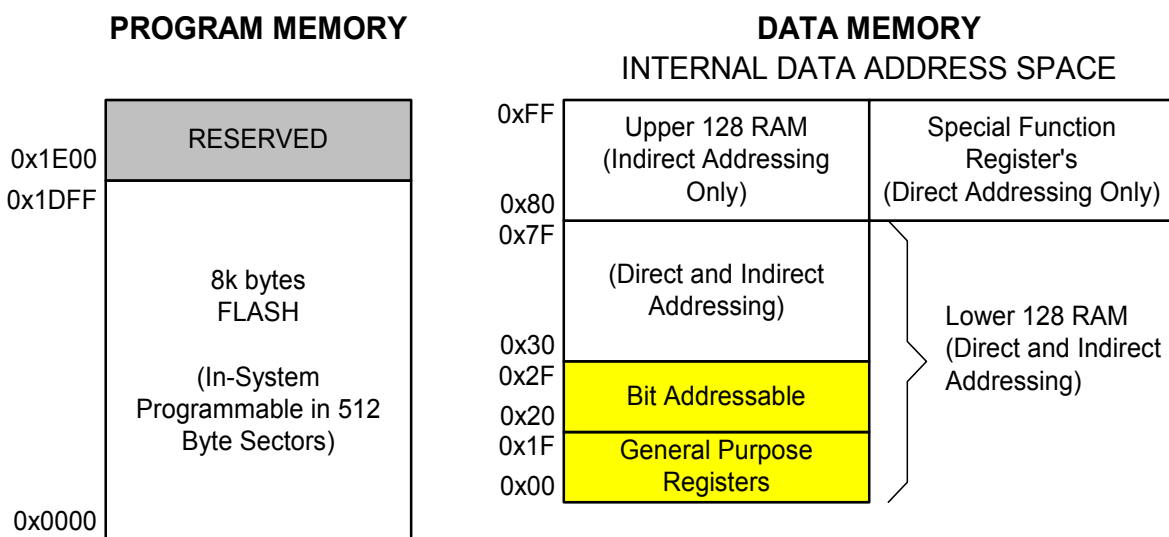 PROGRAM MEMORY
RESERVED
0x1E00
0x1DFF
8k bytes
FLASH
(In-System
Programmable in 512
Byte Sectors)
0x0000
DATA MEMORY
INTERNAL DATA ADDRESS SPACE
0xFF
Upper 128 RAM
(Indirect Addressing
Only)
0x80
Special Function
Register's
(Direct Addressing Only)
0x7F
(Direct and Indirect
Addressing)
0x30
0x2F
Bit Addressable
0x20
0x1F
General Purpose
Registers
0x00
Lower 128 RAM
(Direct and Indirect
Addressing)